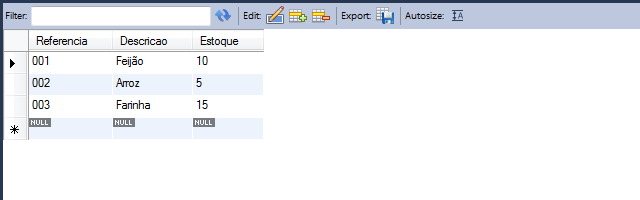 Filter: Edit: Export: Autosize:
Referencia Descricao Estoque
001 Feijão 10
002 Arroz 5
003 Farinha 15
NULL NULL NULL